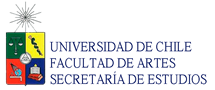 UNIVERSIDAD DE CHILE
FACULTAD DE ARTES
SECRETARÍA DE ESTUDIOS